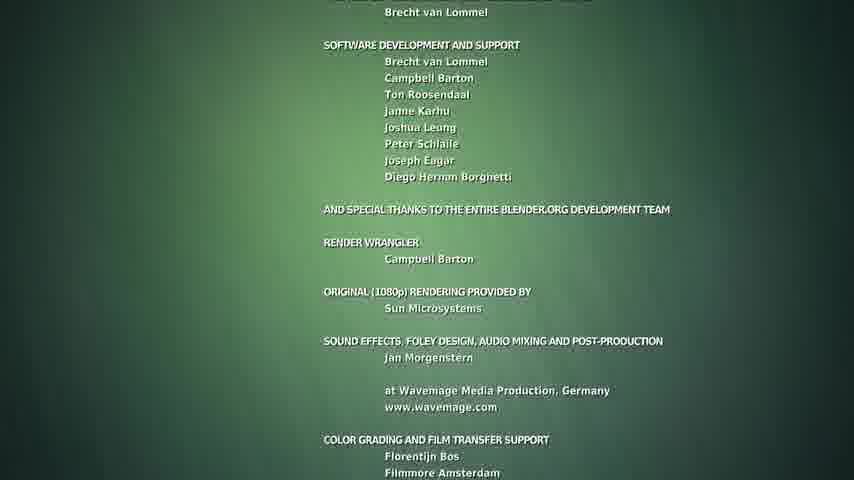 Brecht van Lommel
SOFTWARE DEVELOPMENT AND SUPPORT
Brecht van Lommel
Campbell Barton
Ton Roosendaal
Janne Karhu
Joshua Leung
Peter Schlaile
Joseph Eagar
Diego Hernan Borghetti
AND SPECIAL THANKS TO THE ENTIRE BLENDER.ORG DEVELOPMENT TEAM
RENDER WRANGLER
Campbell Barton
ORIGINAL (1080p) RENDERING PROVIDED BY
Sun Microsystems
SOUND EFFECTS, FOLEY DESIGN, AUDIO MIXING AND POST-PRODUCTION
Jan Morgenstern
at Wavemage Media Production, Germany
www.wavemage.com
COLOR GRADING AND FILM TRANSFER SUPPORT
Florentijn Bos
Filmmore Amsterdam